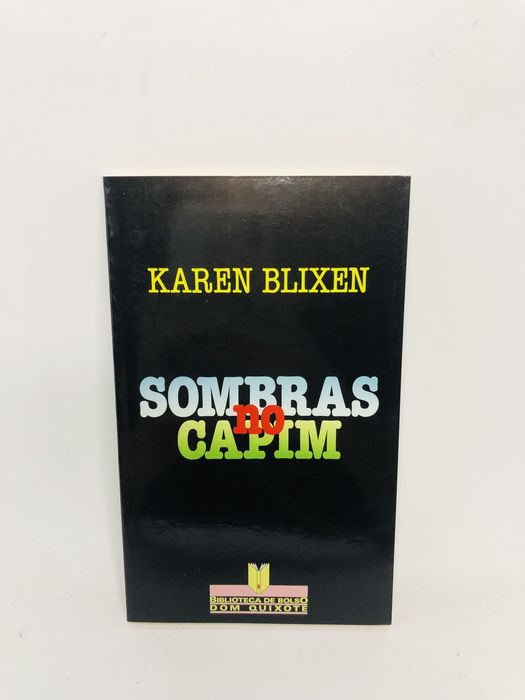 KAREN BLIXEN
SOMBRAS
no
CAPIM
BIBLIOTECA DE BOLSO
DOM QUIXOTE